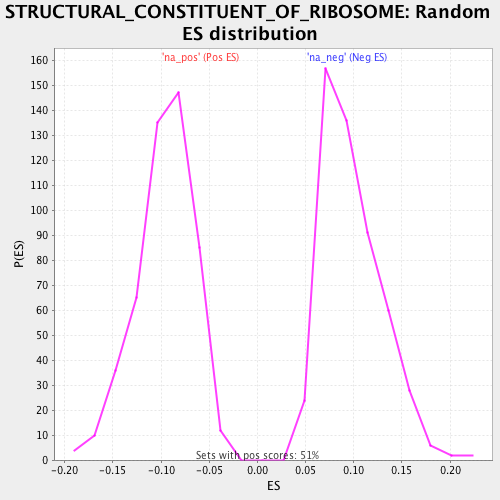 STRUCTURAL_CONSTITUENT_OF_RIBOSOME: Random
ES distribution
'na_pos' (Pos ES)
'na_neg' (Neg ES)
160
150
140
130
120
110
100
90
80
70
60
50
40
30
20
10
0
P(ES)
Sets with pos scores: 51%
-0.20 -0.15 -0.10 -0.05 0.00 0.05 0.10 0.15 0.20
ES